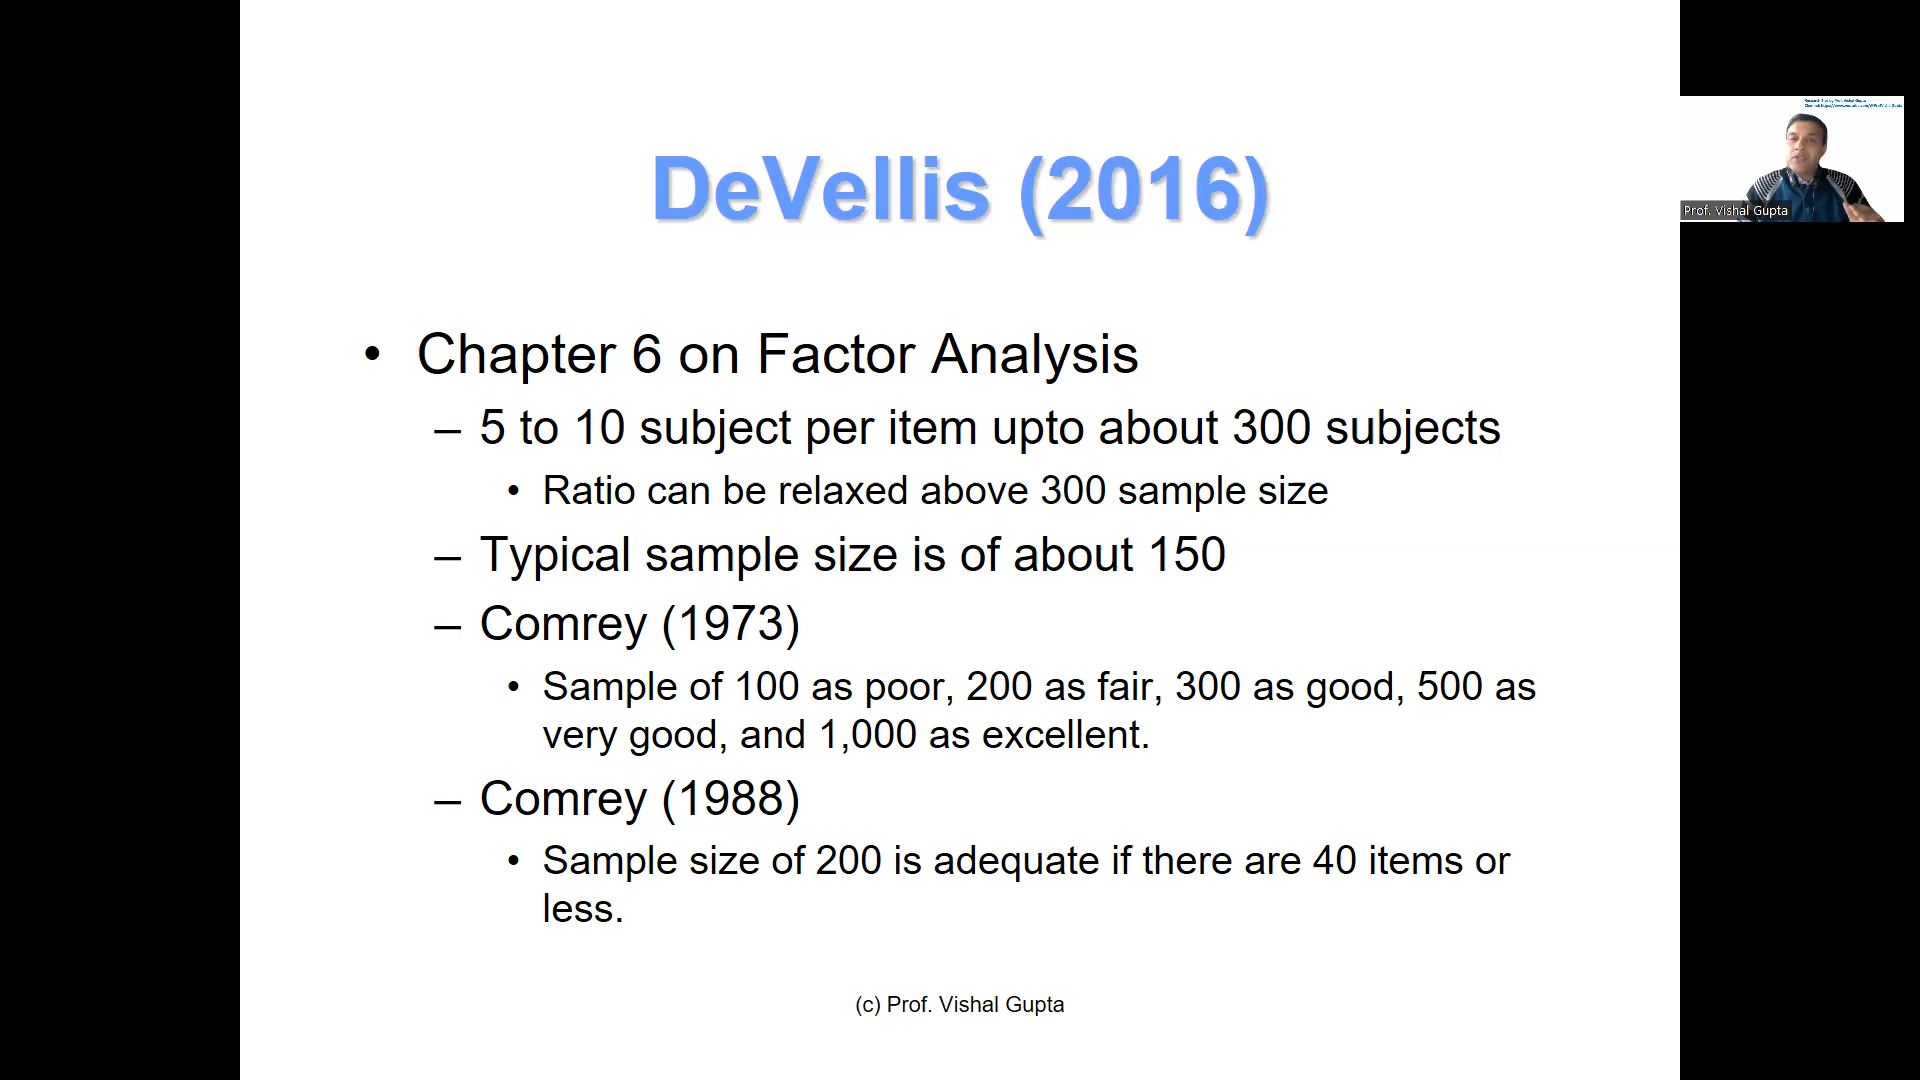 DeVellis (2016)
• Chapter 6 on Factor Analysis
– 5 to 10 subject per item upto about 300 subjects
• Ratio can be relaxed above 300 sample size
– Typical sample size is of about 150
– Comrey (1973)
• Sample of 100 as poor, 200 as fair, 300 as good, 500 as
very good, and 1,000 as excellent.
– Comrey (1988)
• Sample size of 200 is adequate if there are 40 items or
less.
(c) Prof. Vishal Gupta
Prof. Vishal Gupta